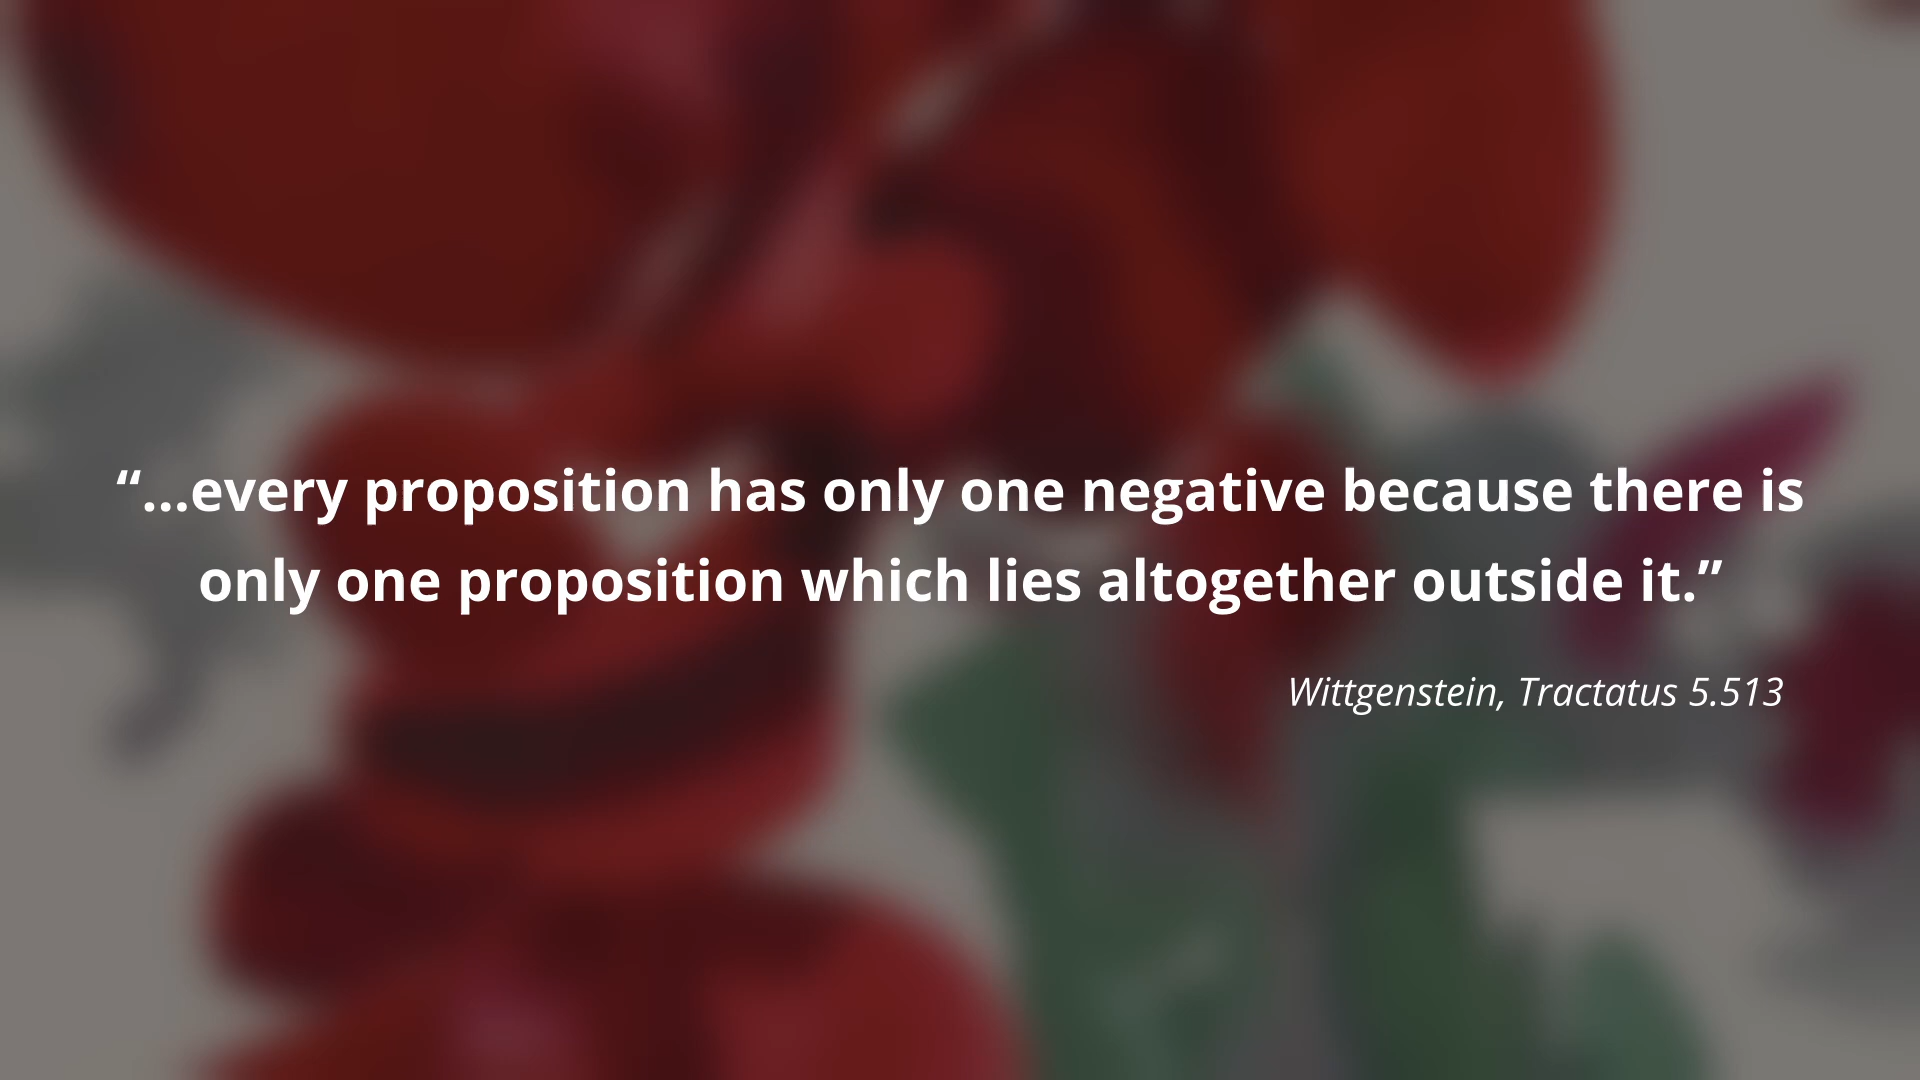 “...every proposition has only one negative because there is
only one proposition which lies altogether outside it.”
Wittgenstein, Tractatus 5.513